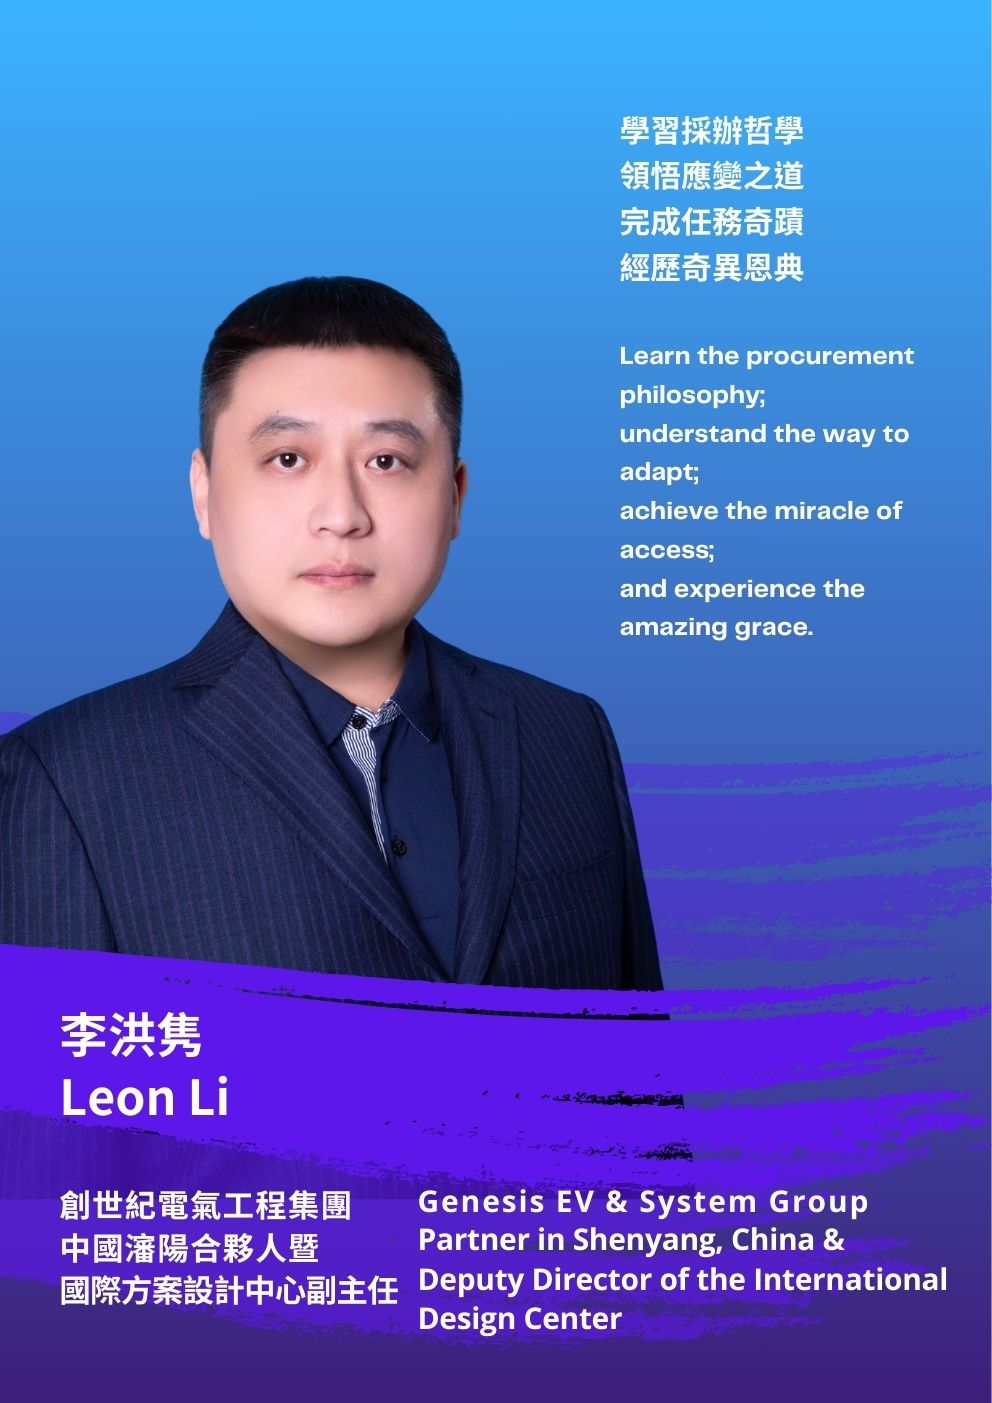 學習採辦哲學
領悟應變之道
完成任務奇蹟
經歷奇異恩典
Learn the procurement
philosophy;
understand the way to
adapt;
achieve the miracle of
access;
and experience the
amazing grace.
李洪隽
Leon Li
創世紀電氣工程集團
中國瀋陽合夥人暨
國際方案設計中心副主任
Genesis EV & System Group
Partner in Shenyang, China &
Deputy Director of the International
Design Center